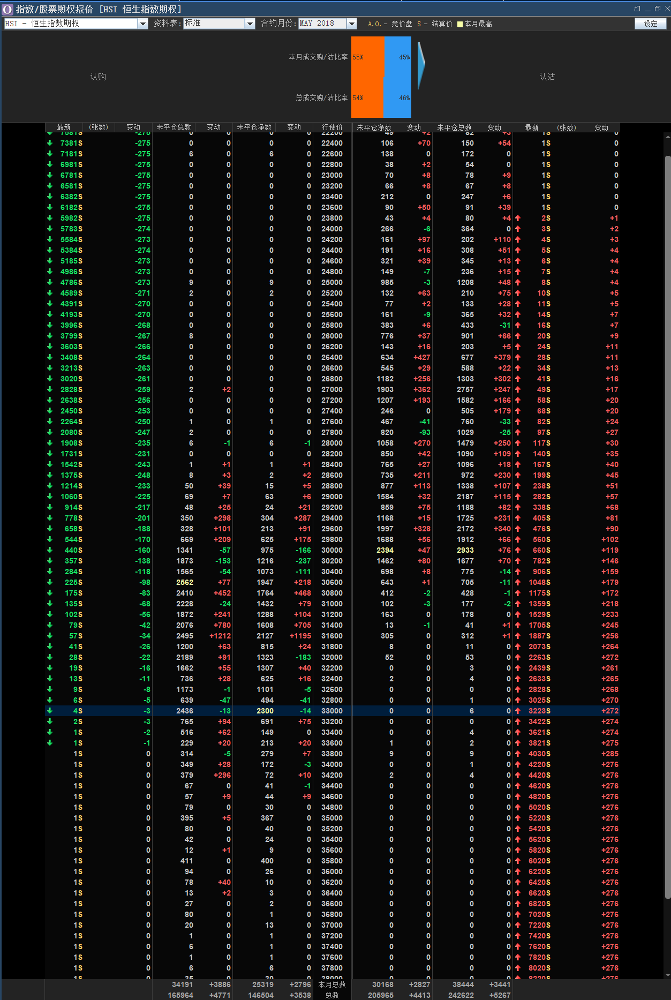 指数/股票期权报价 [HSI 恒生指数期权]
HSI - 恒生指数期权 资料表: 标准 合约月份: MAY 2018 A.O. - 竞价盘 S - 结算价 本月最高 设定
本月成交购/沽比率 55% 45%
认购 认沽
总成交购/沽比率 54% 46%
最新 (张数) 变动 未平仓总数 变动 未平仓净数 变动 行使价 未平仓净数 变动 未平仓总数 变动 最新 (张数) 变动
7581S -275 0 0 0 0 22200 49 +2 82 +3 1S 0
7381S -275 0 0 0 0 22400 106 +70 150 +54 1S 0
7181S -275 6 0 6 0 22600 138 0 172 0 1S 0
6981S -275 0 0 0 0 22800 38 +2 54 0 1S 0
6781S -275 0 0 0 0 23000 70 +8 78 +9 1S 0
6581S -275 0 0 0 0 23200 66 +8 67 +8 1S 0
6382S -275 0 0 0 0 23400 212 0 247 +6 1S 0
6182S -275 0 0 0 0 23600 90 +50 91 +39 1S 0
5982S -275 0 0 0 0 23800 43 +4 80 +4 2S +1
5783S -274 0 0 0 0 24000 266 -6 364 0 3S +2
5584S -273 0 0 0 0 24200 161 +97 202 +110 4S +3
5384S -274 0 0 0 0 24400 191 +16 308 +51 5S +4
5185S -273 0 0 0 0 24600 321 +39 345 +13 6S +4
4986S -273 0 0 0 0 24800 149 -7 236 +15 7S +4
4786S -273 9 0 9 0 25000 985 -3 1208 +48 8S +4
4589S -271 2 0 2 0 25200 132 +63 210 +75 10S +5
4391S -270 0 0 0 0 25400 77 +2 133 +28 11S +5
4193S -270 0 0 0 0 25600 161 -9 365 +32 14S +7
3996S -268 0 0 0 0 25800 383 +6 433 -31 16S +7
3799S -267 8 0 0 0 26000 776 +37 901 +66 20S +9
3603S -266 0 0 0 0 26200 143 +16 203 +5 24S +11
3408S -264 0 0 0 0 26400 634 +427 677 +379 28S +11
3213S -263 0 0 0 0 26600 545 +29 588 +22 34S +13
3020S -261 0 0 0 0 26800 1182 +256 1303 +302 41S +16
2828S -259 2 +2 0 0 27000 1903 +362 2757 +247 49S +17
2638S -256 0 0 0 0 27200 1207 +193 1582 +166 58S +20
2450S -253 0 0 0 0 27400 246 0 505 +179 68S +20
2264S -250 1 0 1 0 27600 467 -41 760 -33 82S +24
2080S -247 2 0 0 0 27800 820 -93 1029 -25 97S +27
1908S -235 6 -1 6 -1 28000 1058 +270 1479 +250 117S +30
1731S -231 0 0 0 0 28200 850 +42 1090 +109 140S +35
1542S -243 1 +1 1 +1 28400 765 +27 1096 +18 167S +40
1375S -248 8 +3 2 +2 28600 735 +211 972 +230 199S +45
1214S -233 50 +39 15 +5 28800 877 +113 1338 +107 238S +51
1060S -225 69 +7 63 +6 29000 1584 +32 2187 +115 282S +57
914S -217 48 +25 24 +21 29200 859 +75 1188 +82 338S +68
778S -201 350 +298 304 +287 29400 1168 +15 1725 +231 405S +81
658S -188 328 +101 213 +91 29600 1997 +328 2172 +340 476S +90
544S -170 669 +209 625 +175 29800 1688 +56 1912 +66 560S +102
440S -160 1341 -57 975 -166 30000 2394 +47 2933 +76 660S +119
357S -138 1873 -153 1216 -237 30200 1462 +80 1677 +70 782S +146
284S -118 1565 -54 1073 -111 30400 698 +8 775 -14 906S +159
225S -98 2562 +77 1947 +218 30600 643 +1 705 -11 1048S +179
175S -83 2410 +452 1764 +468 30800 412 -2 428 -1 1175S +172
135S -68 2228 -24 1432 +79 31000 102 -3 177 -2 1359S +218
102S -56 1872 +241 1288 +104 31200 163 0 178 0 1529S +233
79S -42 2076 +780 1608 +705 31400 13 -1 41 +1 1705S +245
57S -34 2495 +1212 2127 +1195 31600 305 0 312 +1 1887S +256
41S -26 1200 +63 815 +24 31800 8 0 11 0 2073S +264
28S -22 2189 +91 1323 -183 32000 52 0 53 0 2263S +272
19S -16 1662 +55 1307 +40 32200 0 0 3 0 2439S +261
13S -11 736 +28 625 +16 32400 2 0 4 0 2633S +265
9S -8 1173 -1 1101 -5 32600 0 0 0 0 2828S +268
6S -5 639 -47 494 -41 32800 0 0 1 0 3025S +270
4S -3 2436 -13 2300 -14 33000 0 0 6 0 3223S +272
2S -3 765 +94 691 +75 33200 0 0 0 0 3422S +274
1S -2 516 +62 149 0 33400 0 0 4 0 3621S +274
1S -1 229 +20 213 +20 33600 1 0 2 0 3821S +275
1S 0 314 -5 279 +7 33800 9 0 9 0 4030S +285
1S 0 349 +28 172 -3 34000 0 0 1 0 4220S +276
1S 0 379 +296 72 +10 34200 2 0 4 0 4420S +276
1S 0 67 0 41 -1 34400 0 0 0 0 4620S +276
1S 0 57 +9 44 +9 34600 0 0 0 0 4820S +276
1S 0 79 0 30 0 34800 0 0 0 0 5020S +276
1S 0 395 +5 367 0 35000 0 0 0 0 5220S +276
1S 0 80 0 40 0 35200 0 0 0 0 5420S +276
1S 0 42 0 24 0 35400 0 0 0 0 5620S +276
1S 0 12 +1 9 0 35600 0 0 0 0 5820S +276
1S 0 411 0 400 0 35800 0 0 0 0 6020S +276
1S 0 94 0 26 0 36000 0 0 0 0 6220S +276
1S 0 78 +40 10 0 36200 0 0 0 0 6420S +276
1S 0 13 +2 3 0 36400 0 0 0 0 6620S +276
1S 0 27 0 2 0 36600 0 0 0 0 6820S +276
1S 0 80 0 1 0 36800 0 0 0 0 7020S +276
1S 0 20 0 13 0 37000 0 0 0 0 7220S +276
1S 0 1 0 1 0 37200 0 0 0 0 7420S +276
1S 0 6 0 1 0 37400 0 0 0 0 7620S +276
1S 0 1 0 1 0 37600 0 0 0 0 7820S +276
1S 0 6 0 6 0 37800 0 0 0 0 8020S +276
1S 0 35 0 30 0 38000 0 0 0 0 8220S +276
34191 +3886 25319 +2796 本月总数 30168 +2827 38444 +3441
165964 +4771 146504 +3538 总数 205965 +4413 242622 +5267